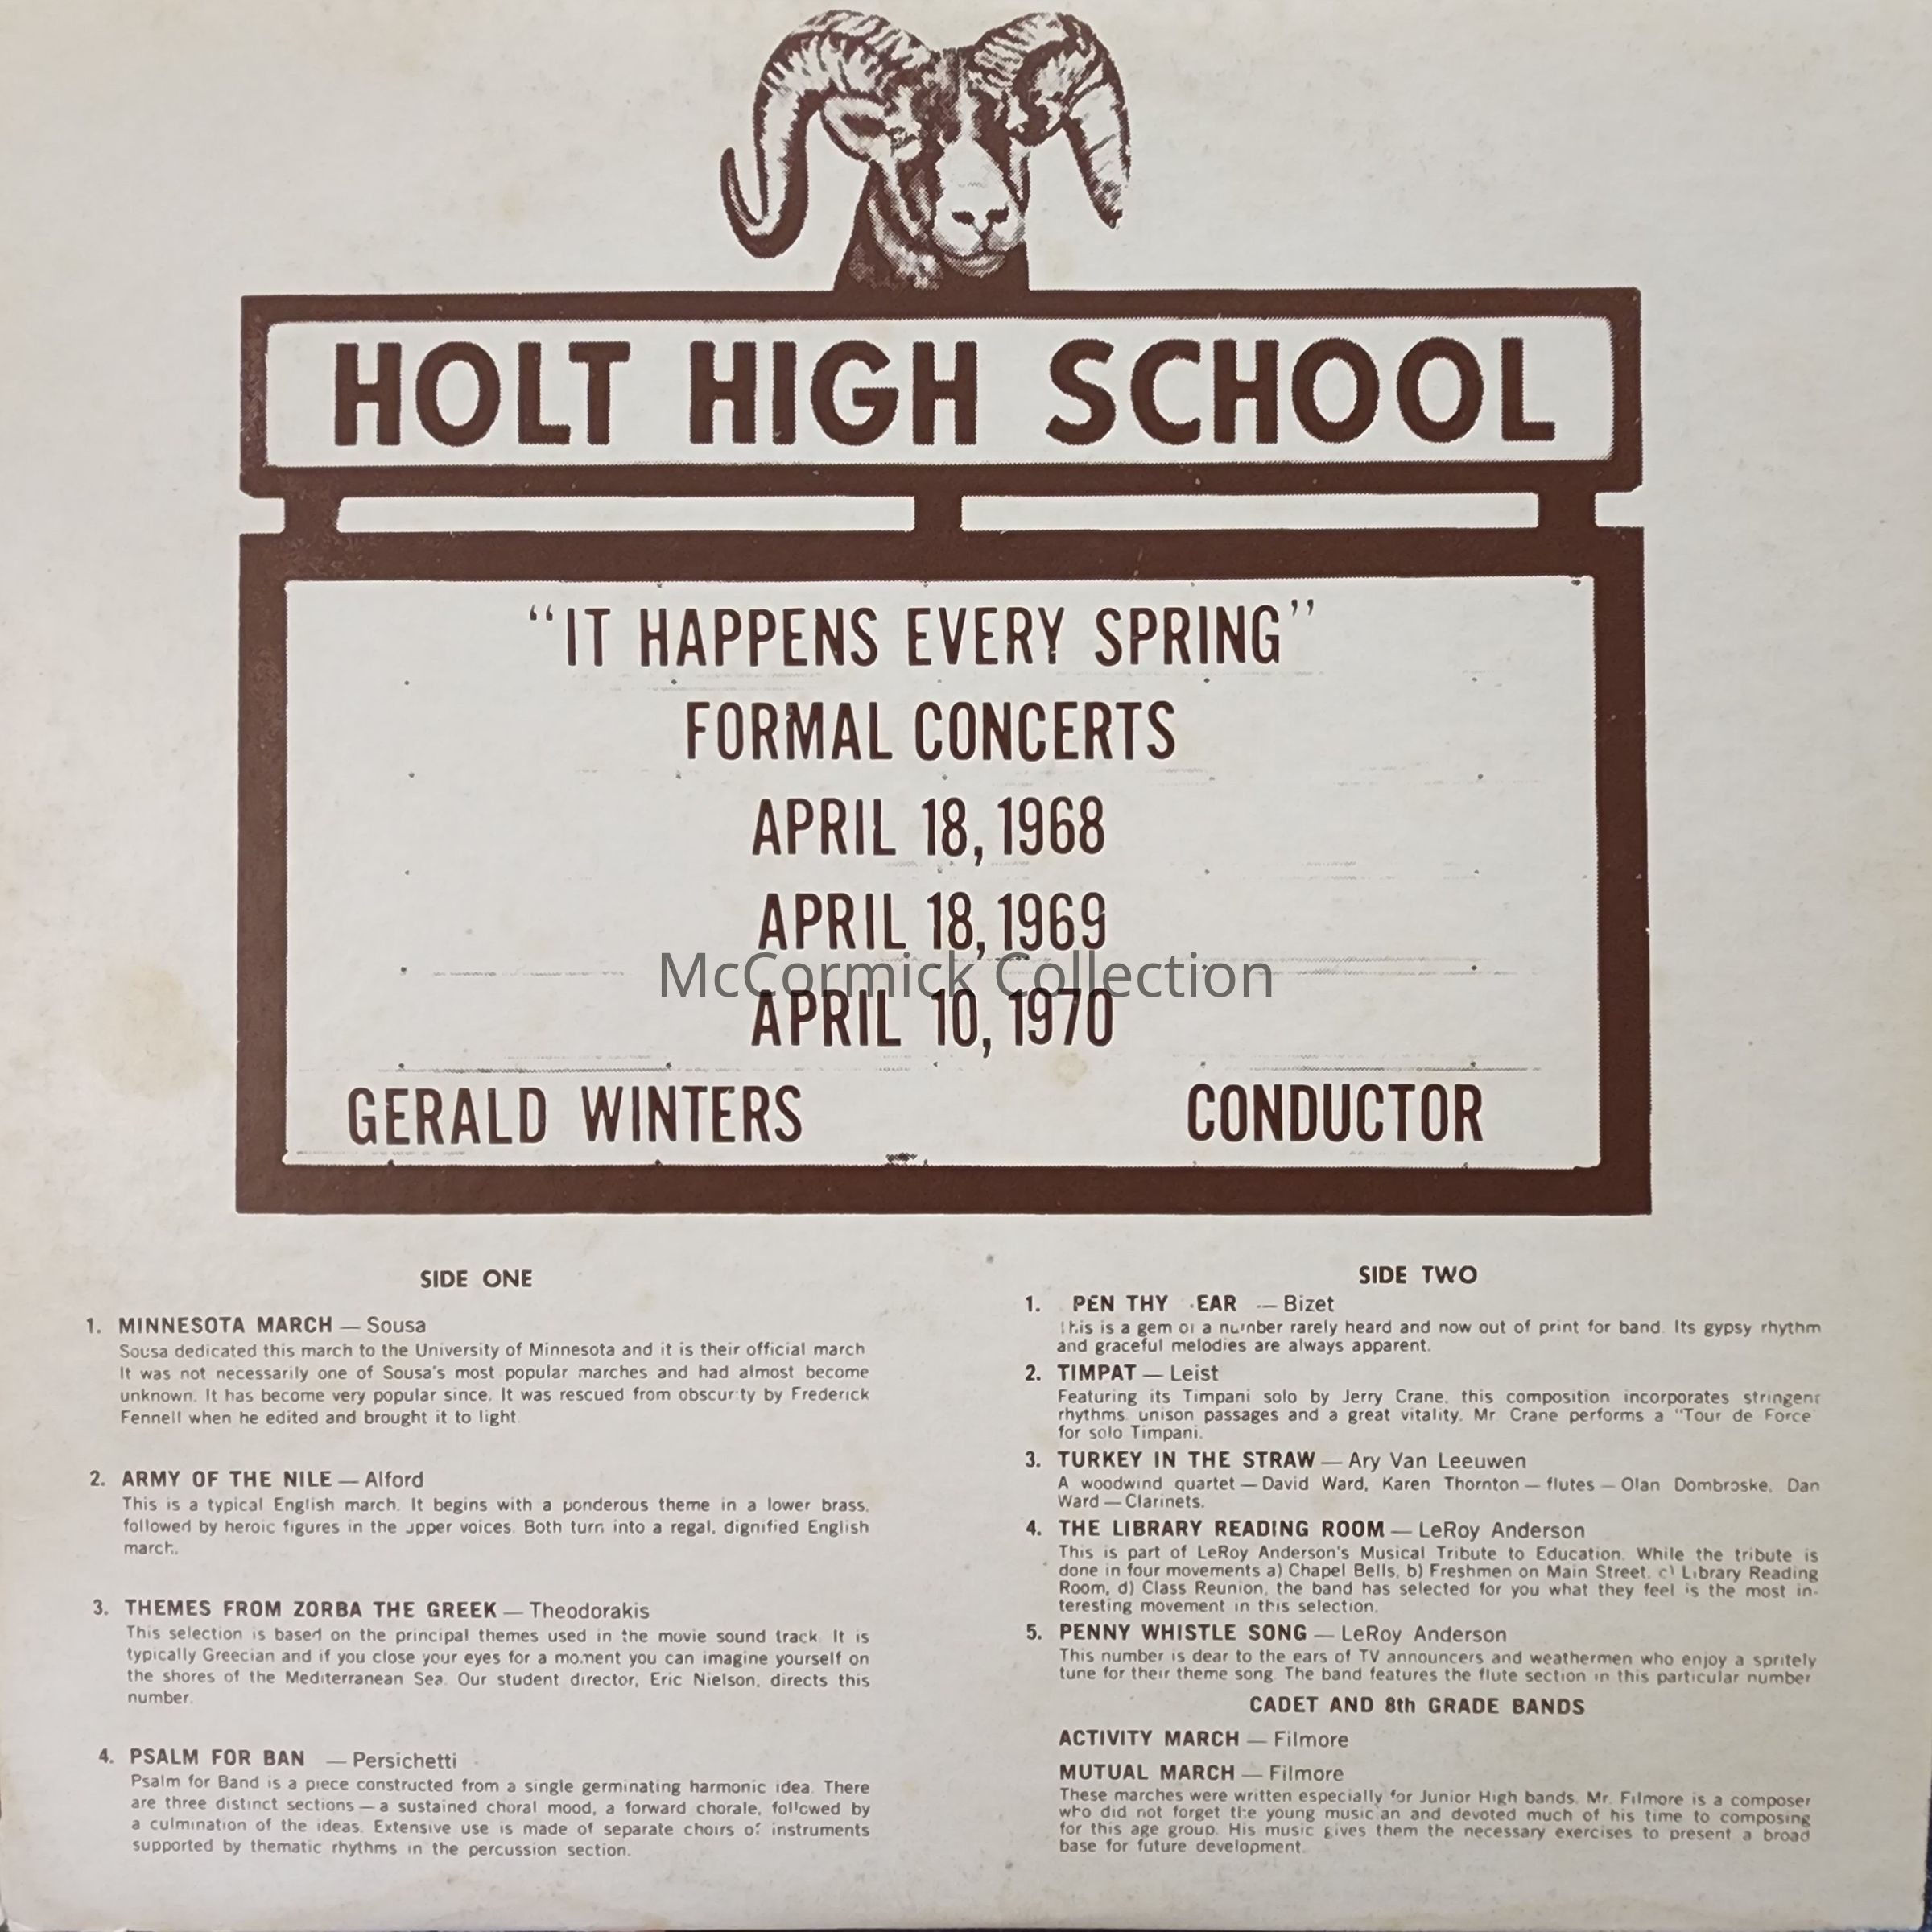 HOLT HIGH SCHOOL
"IT HAPPENS EVERY SPRING"
FORMAL CONCERTS
APRIL 18, 1968
APRIL 18, 1969
McCormick Collection
APRIL 10, 1970
GERALD WINTERS CONDUCTOR
SIDE ONE
1. MINNESOTA MARCH — Sousa
Sousa dedicated this march to the University of Minnesota and it is their official march
It was not necessarily one of Sousa's most popular marches and had almost become
unknown. It has become very popular since. It was rescued from obscurity by Frederick
Fennell when he edited and brought it to light.
2. ARMY OF THE NILE — Alford
This is a typical English march. It begins with a ponderous theme in a lower brass,
followed by heroic figures in the upper voices. Both turn into a regal, dignified English
march.
3. THEMES FROM ZORBA THE GREEK — Theodorakis
This selection is based on the principal themes used in the movie sound track. It is
typically Greecian and if you close your eyes for a moment you can imagine yourself on
the shores of the Mediterranean Sea. Our student director, Eric Nielson, directs this
number.
4. PSALM FOR BAN — Persichetti
Psalm for Band is a piece constructed from a single germinating harmonic idea. There
are three distinct sections — a sustained choral mood, a forward chorale, followed by
a culmination of the ideas. Extensive use is made of separate choirs of instruments
supported by thematic rhythms in the percussion section.
SIDE TWO
1. PEN THY EAR — Bizet
This is a gem of a number rarely heard and now out of print for band. Its gypsy rhythm
and graceful melodies are always apparent.
2. TIMPAT — Leist
Featuring its Timpani solo by Jerry Crane, this composition incorporates stringent
rhythms unison passages and a great vitality. Mr. Crane performs a "Tour de Force
for solo Timpani.
3. TURKEY IN THE STRAW — Ary Van Leeuwen
A woodwind quartet — David Ward, Karen Thornton — flutes — Olan Dombroske, Dan
Ward — Clarinets.
4. THE LIBRARY READING ROOM — LeRoy Anderson
This is part of LeRoy Anderson's Musical Tribute to Education. While the tribute is
done in four movements a) Chapel Bells, b) Freshmen on Main Street, c) Library Reading
Room, d) Class Reunion, the band has selected for you what they feel is the most in-
teresting movement in this selection.
5. PENNY WHISTLE SONG — LeRoy Anderson
This number is dear to the ears of TV announcers and weathermen who enjoy a spritely
tune for their theme song. The band features the flute section in this particular number
CADET AND 8th GRADE BANDS
ACTIVITY MARCH — Filmore
MUTUAL MARCH — Filmore
These marches were written especially for Junior High bands. Mr. Filmore is a composer
who did not forget the young musician and devoted much of his time to composing
for this age group. His music gives them the necessary exercises to present a broad
base for future development.